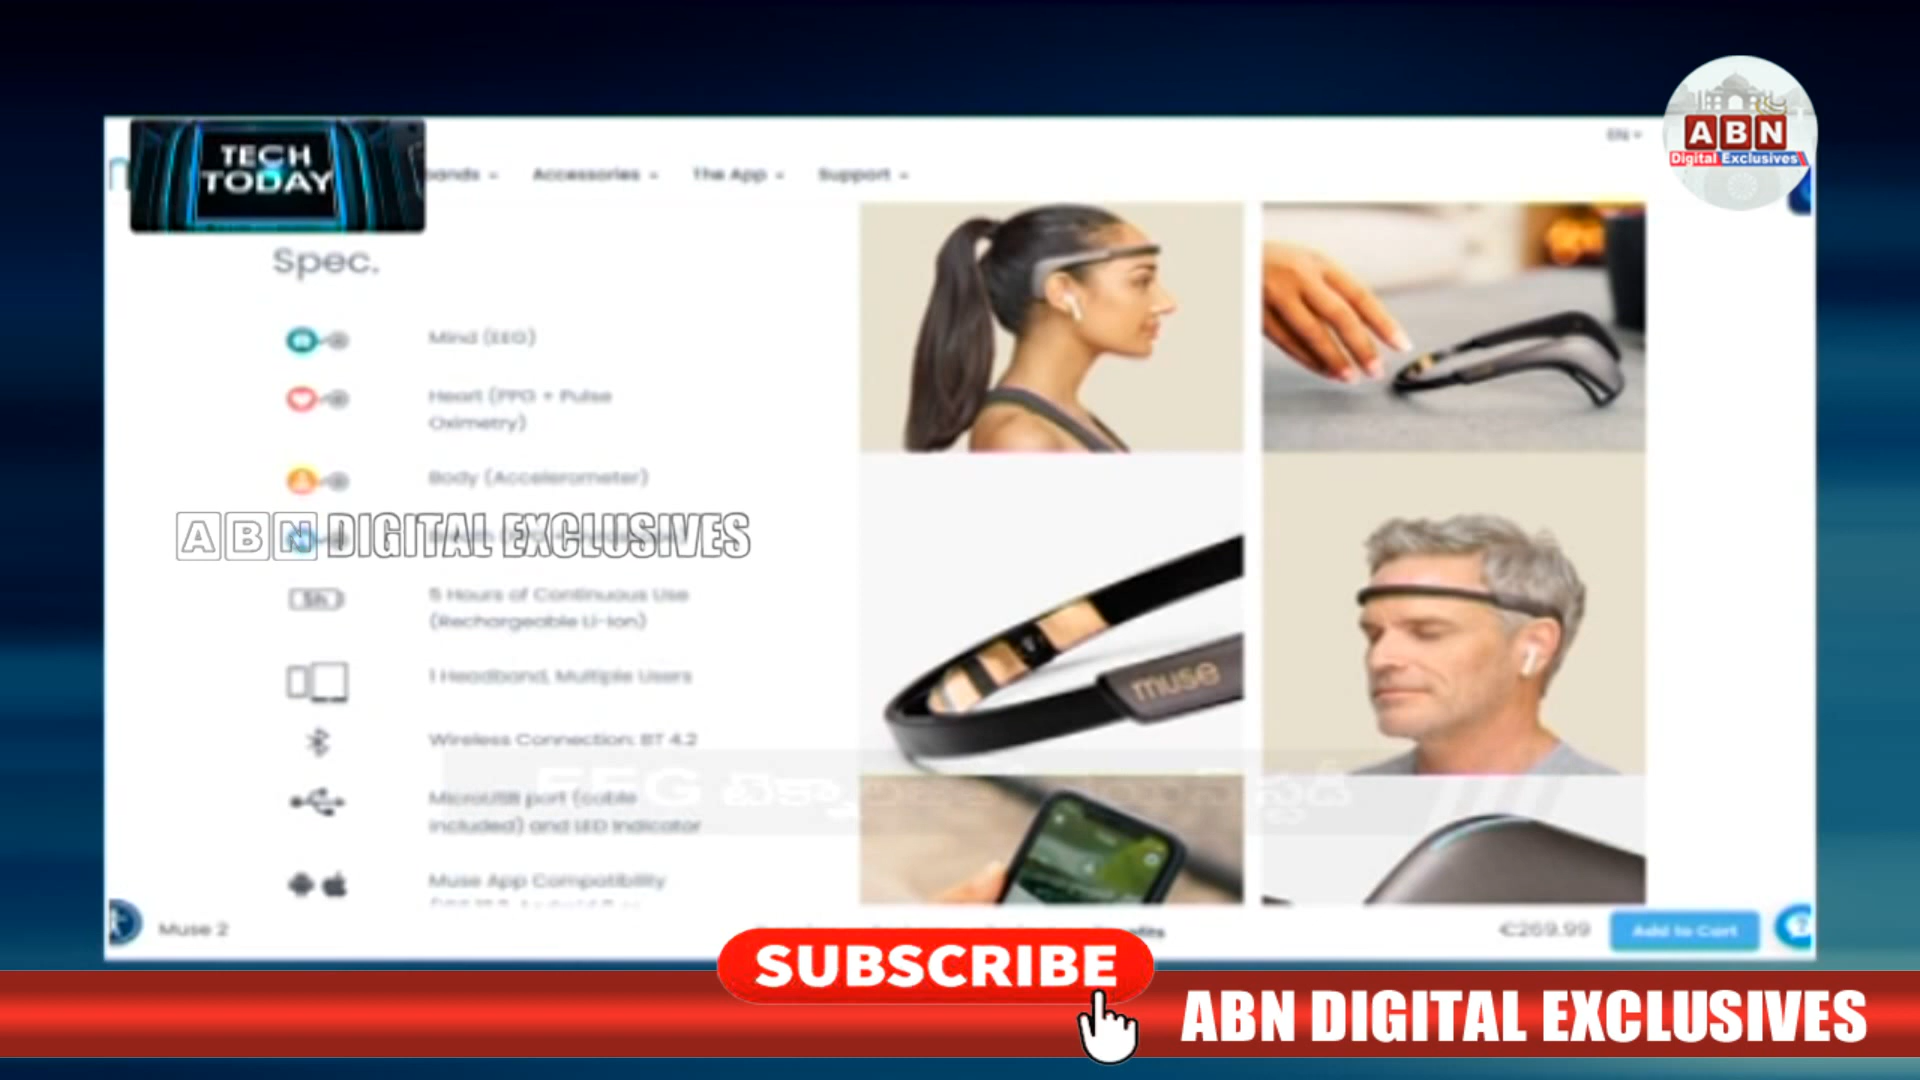 TECH
TODAY
Accessories
The App
Support
EN
ABN
Digital Exclusives
Spec.
Mind (EEG)
Heart (PPG + Pulse
Oximetry)
Body (Accelerometer)
ABN DIGITAL EXCLUSIVES
5h
5 Hours of Continuous Use
(Rechargeable Li-Ion)
1 Headband, Multiple Users
Wireless Connection: BT 4.2
MicroUSB port (cable
included) and LED Indicator
Muse App Compatibility
muse
EEG
Muse 2
€269.99
Add to Cart
SUBSCRIBE
ABN DIGITAL EXCLUSIVES